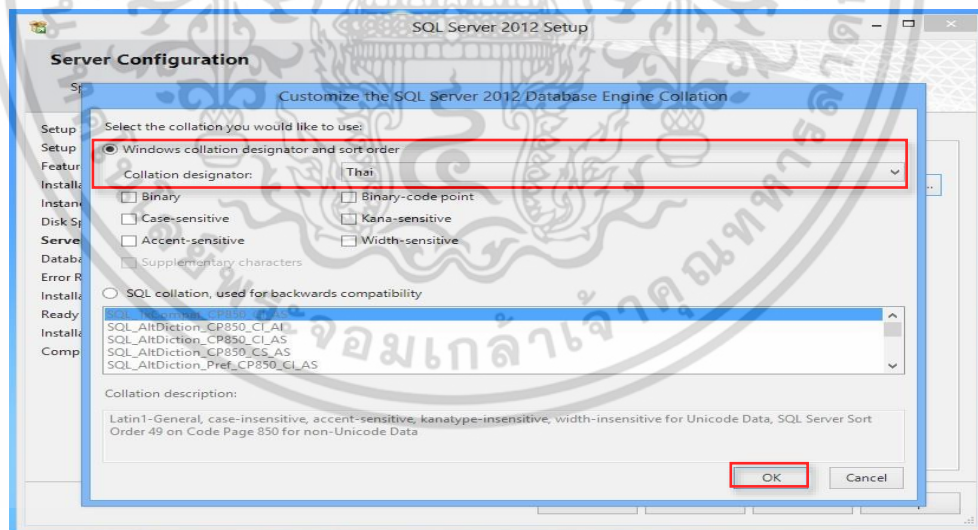 SQL Server 2012 Setup
Server Configuration
Customize the SQL Server 2012 Database Engine Collation
Setup
Setup
Featur
Installa
Instan
Disk Sp
Serve
Databa
Error R
Installa
Ready
Installa
Comp
Select the collation you would like to use:
Windows collation designator and sort order
Collation designator: Thai
Binary Binary-code point
Case-sensitive Kana-sensitive
Accent-sensitive Width-sensitive
Supplementary characters
SQL collation, used for backwards compatibility
SQL_AltDiction_CP850_CI_AI
SQL_AltDiction_CP850_CI_AS
SQL_AltDiction_CP850_CS_AS
SQL_AltDiction_Pref_CP850_CI_AS
Collation description:
Latin1-General, case-insensitive, accent-sensitive, kanatype-insensitive, width-insensitive for Unicode Data, SQL Server Sort
Order 49 on Code Page 850 for non-Unicode Data
OK Cancel